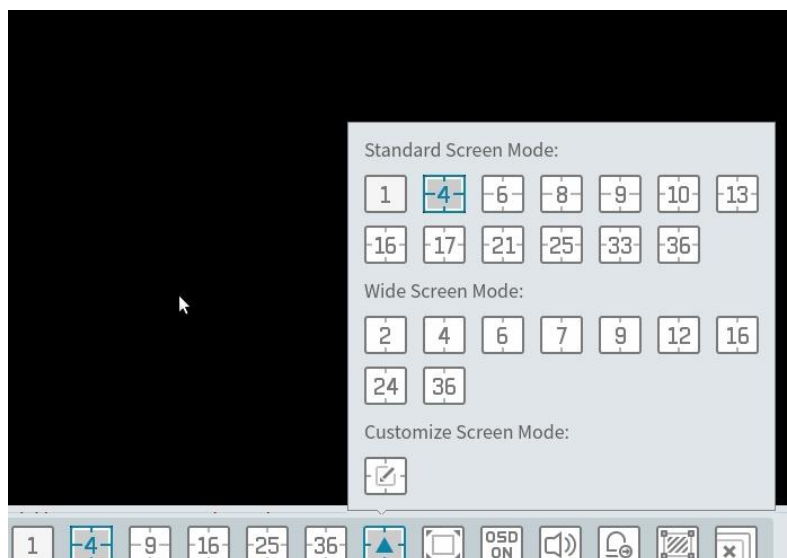 Standard Screen Mode:
1 4 6 8 9 10 13
16 17 21 25 33 36
Wide Screen Mode:
2 4 6 7 9 12 16
24 36
Customize Screen Mode:
1 4 9 16 25 36 OSD
ON